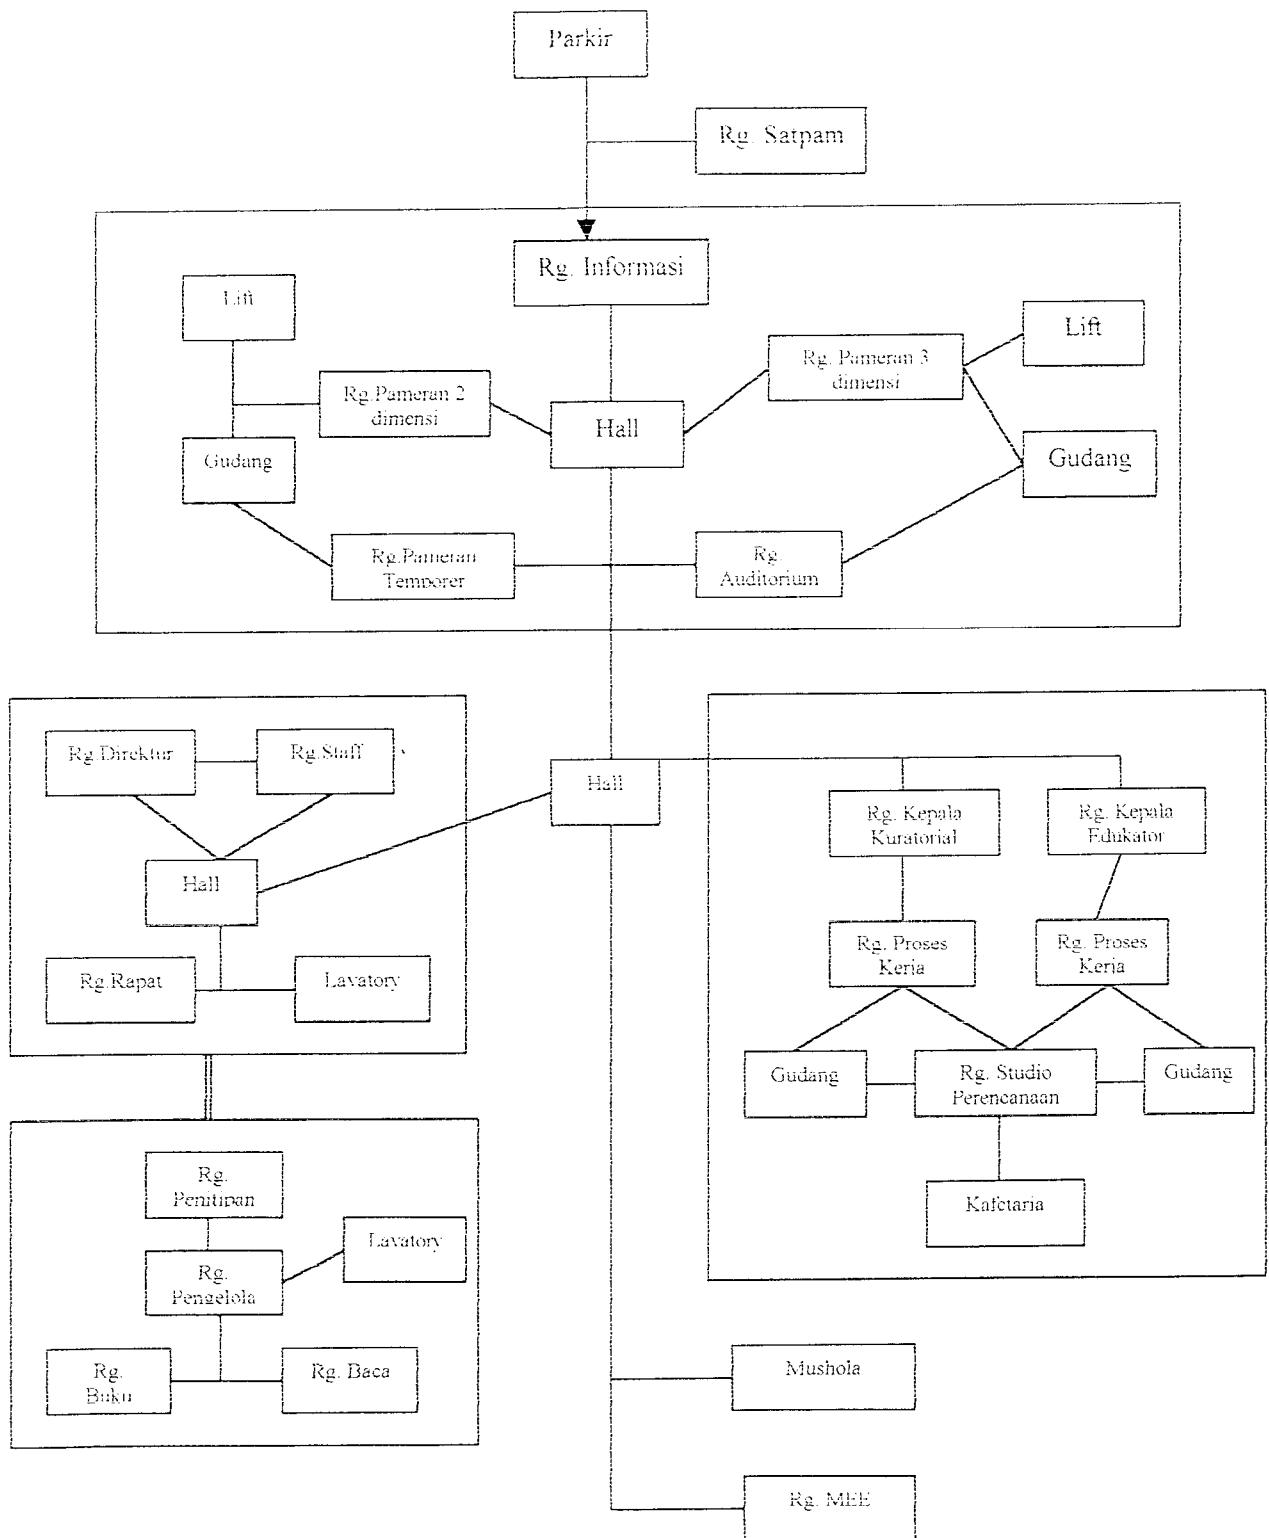 Parkir
Rg. Satpam
Rg. Informasi
Lift
Lift
Rg. Pameran 3
dimensi
Rg.Pameran 2
dimensi
Hall
Gudang
Gudang
Rg.Pameran
Temporer
Rg.
Auditorium
Rg.Direktur
Rg.Staff
Hall
Hall
Rg.Rapat
Lavatory
Rg. Kepala
Kuratorial
Rg. Kepala
Edukator
Rg. Proses
Kerja
Rg. Proses
Kerja
Gudang
Rg. Studio
Perencanaan
Gudang
Kafetaria
Rg.
Penitipan
Lavatory
Rg.
Pengelola
Rg.
Buku
Rg. Baca
Mushola
Rg. MEE